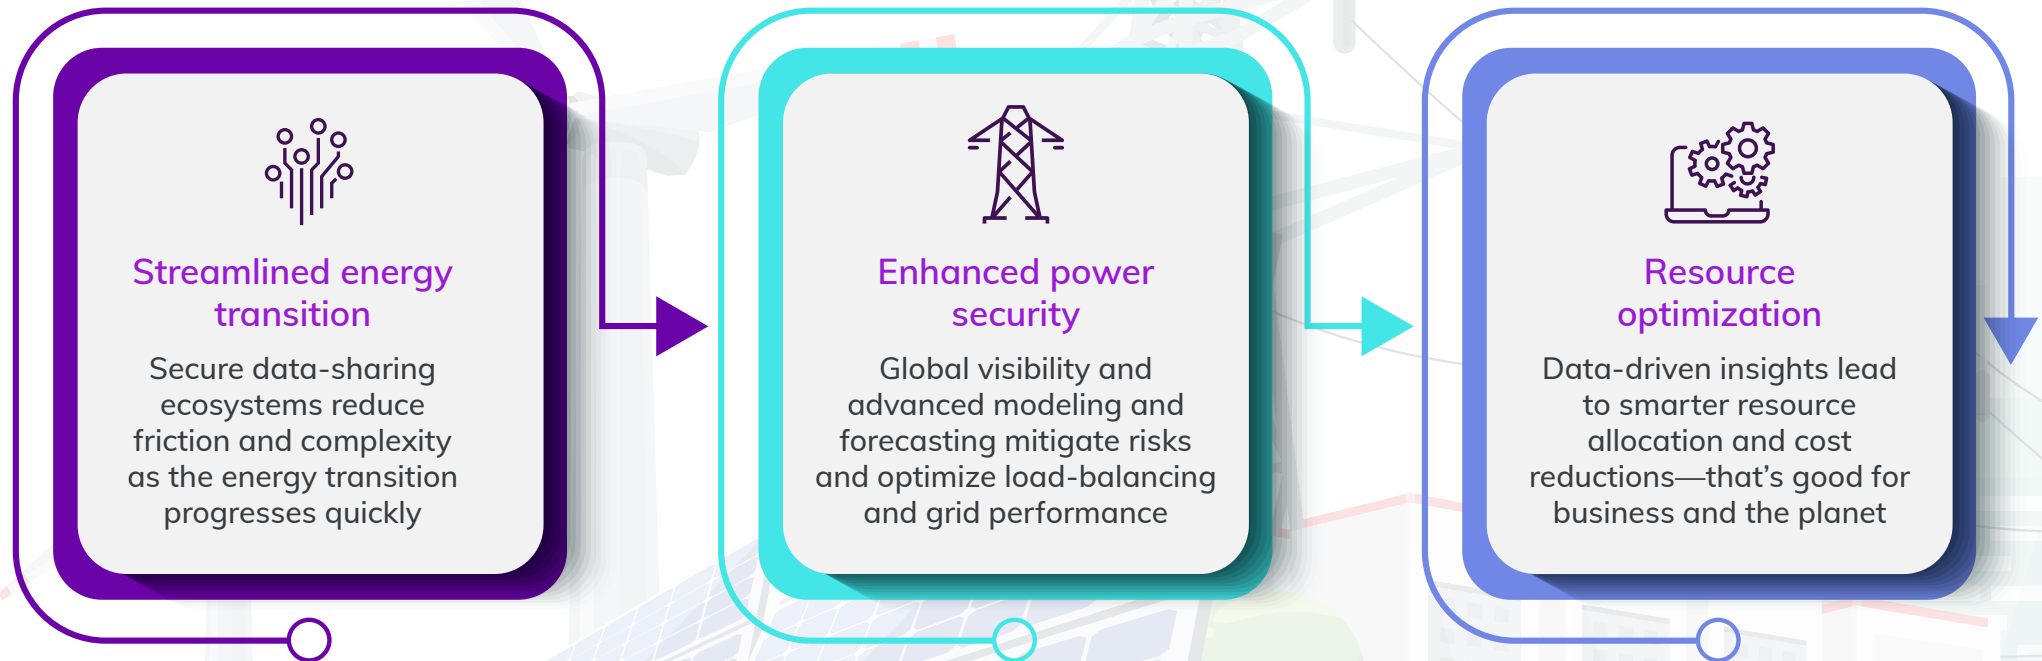 Streamlined energy
transition
Secure data-sharing
ecosystems reduce
friction and complexity
as the energy transition
progresses quickly
Enhanced power
security
Global visibility and
advanced modeling and
forecasting mitigate risks
and optimize load-balancing
and grid performance
Resource
optimization
Data-driven insights lead
to smarter resource
allocation and cost
reductions—that’s good for
business and the planet